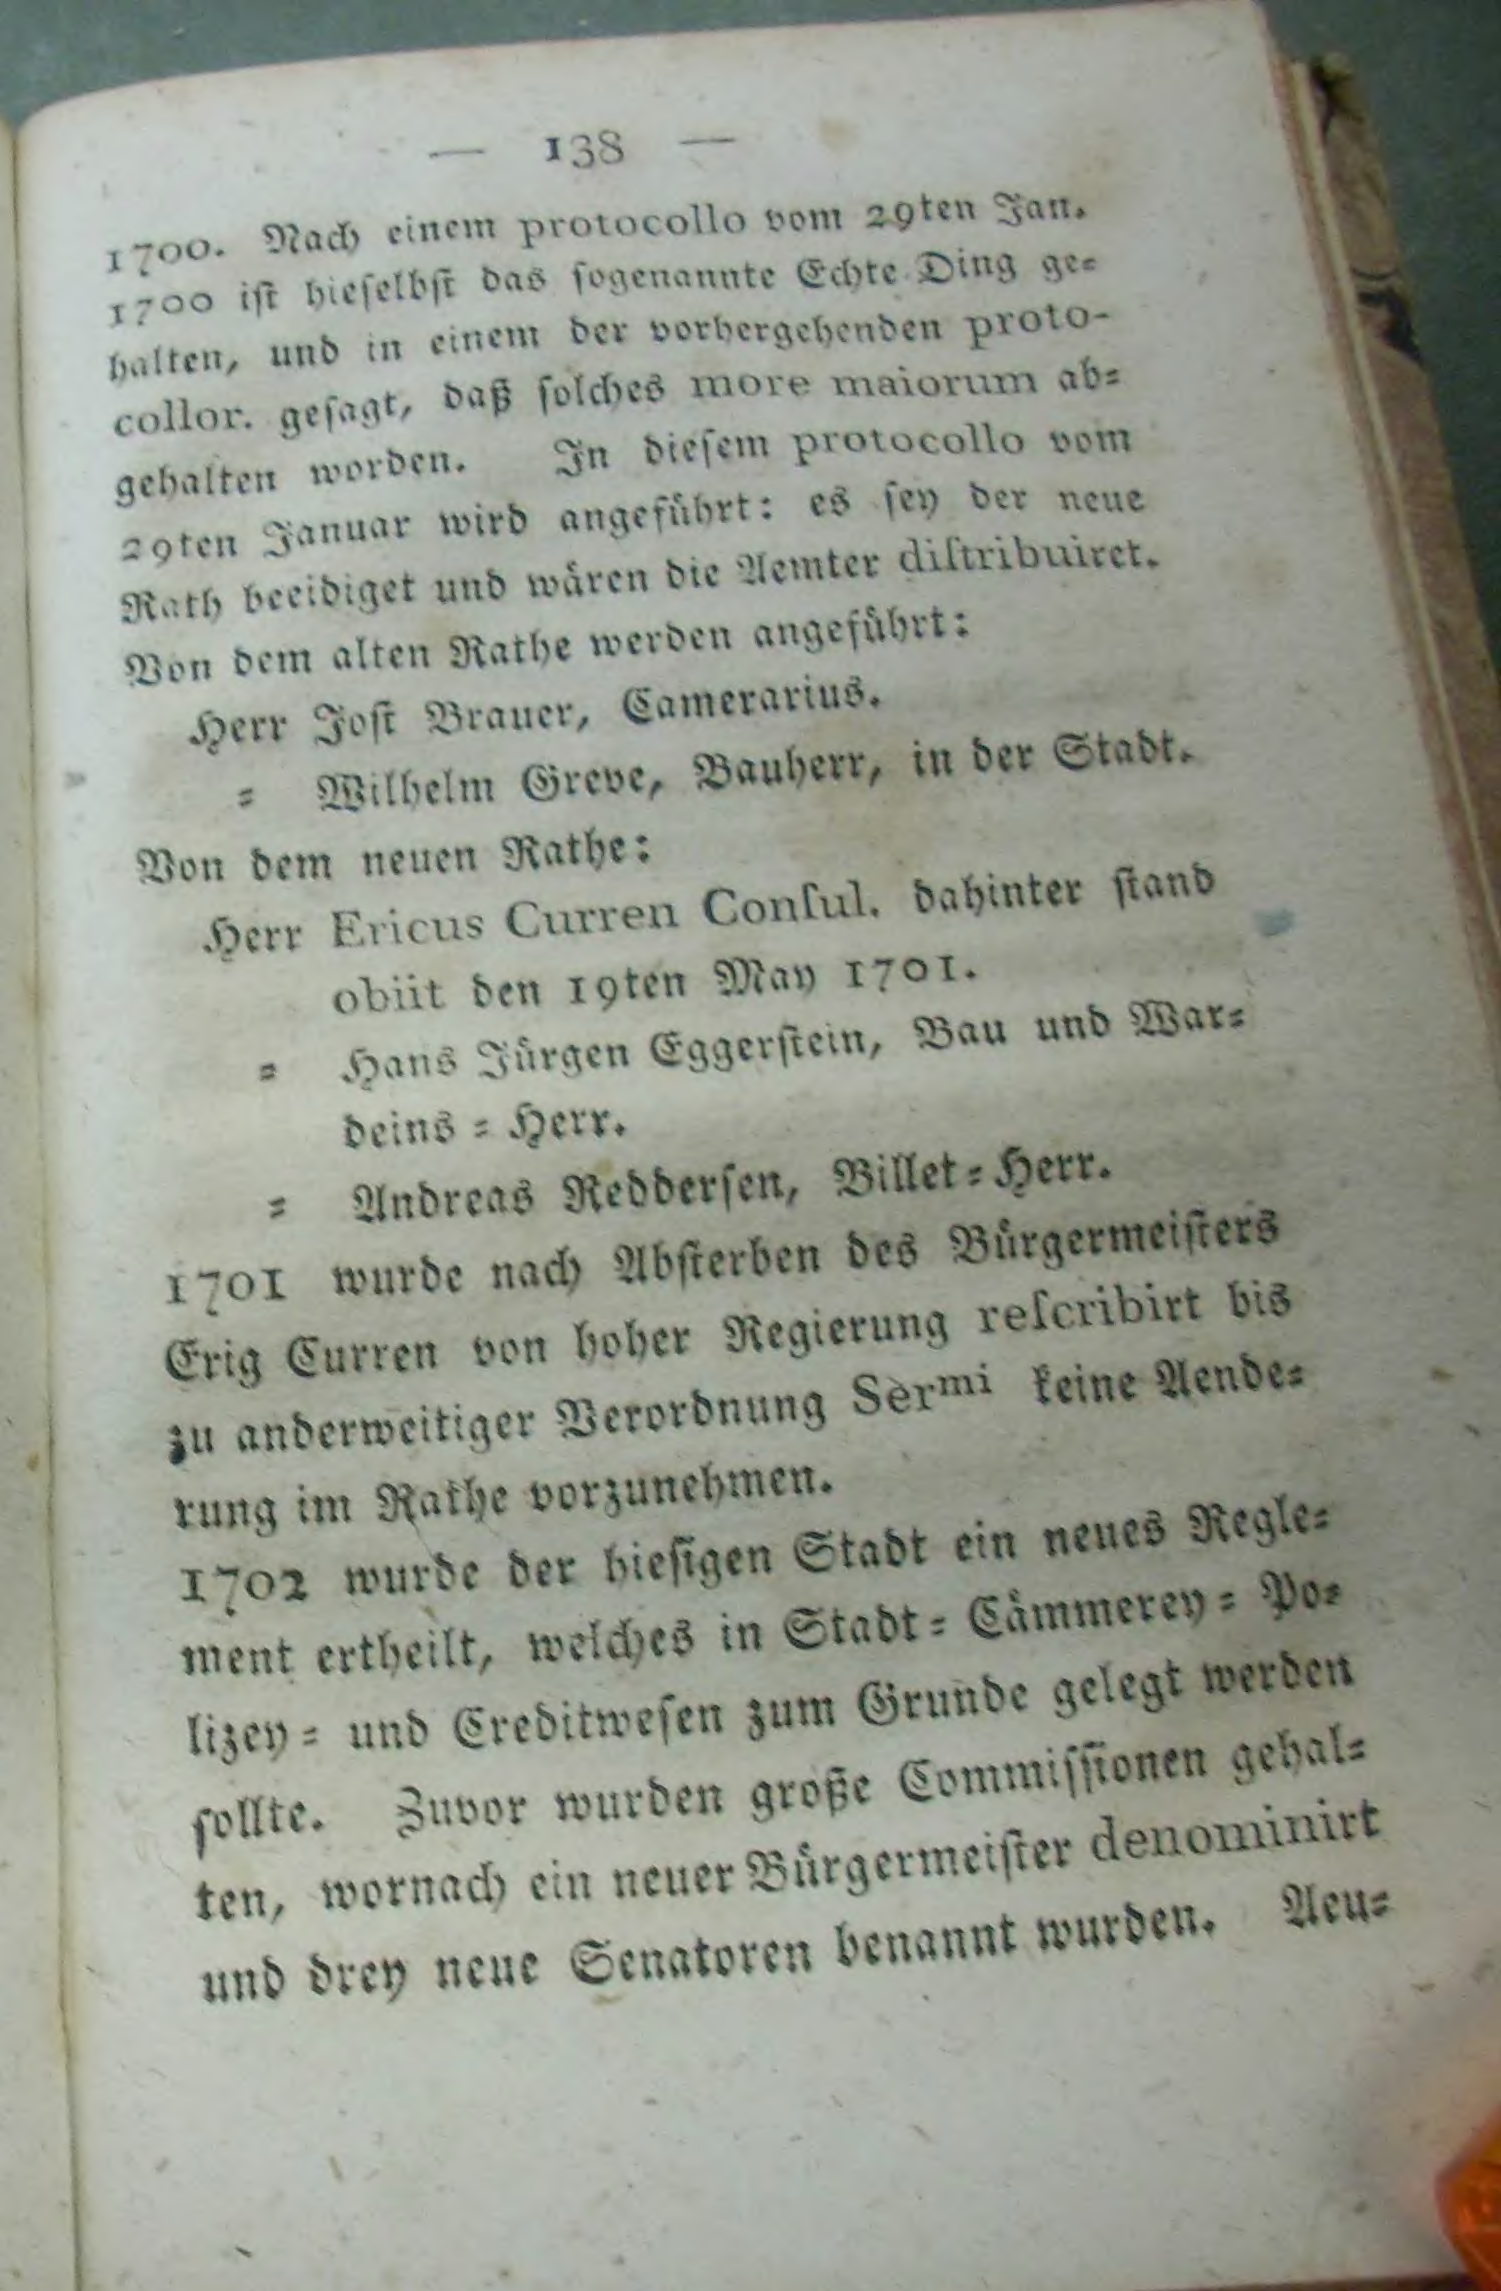 — 138 —
1700. Nach einem protocollo vom 29ten Jan.
1700 iſt hieſelbſt das ſogenannte Echte Ding ge=
halten, und in einem der vorhergehenden proto-
collor. geſagt, daß ſolches more maiorum ab=
gehalten worden. In dieſem protocollo vom
29ten Januar wird angeführt: es ſey der neue
Rath beeidiget und wären die Aemter diſtribuiret.
Von dem alten Rathe werden angeführt:
Herr Joſt Brauer, Camerarius.
= Wilhelm Greve, Bauherr, in der Stadt.
Von dem neuen Rathe:
Herr Ericus Curren Conſul. dahinter ſtand
obiit den 19ten May 1701.
= Hans Jürgen Eggerſtein, Bau und War=
deins = Herr.
= Andreas Redderſen, Billet = Herr.
1701 wurde nach Abſterben des Bürgermeiſters
Erig Curren von hoher Regierung reſcribirt bis
zu anderweitiger Verordnung Serᵐⁱ keine Aende=
rung im Rathe vorzunehmen.
1702 wurde der hieſigen Stadt ein neues Regle=
ment ertheilt, welches in Stadt = Cämmerey = Po=
lizey = und Creditweſen zum Grunde gelegt werden
ſollte. Zuvor wurden große Commiſſionen gehal=
ten, wornach ein neuer Bürgermeiſter denominirt
und drey neue Senatoren benannt wurden. Aeu=